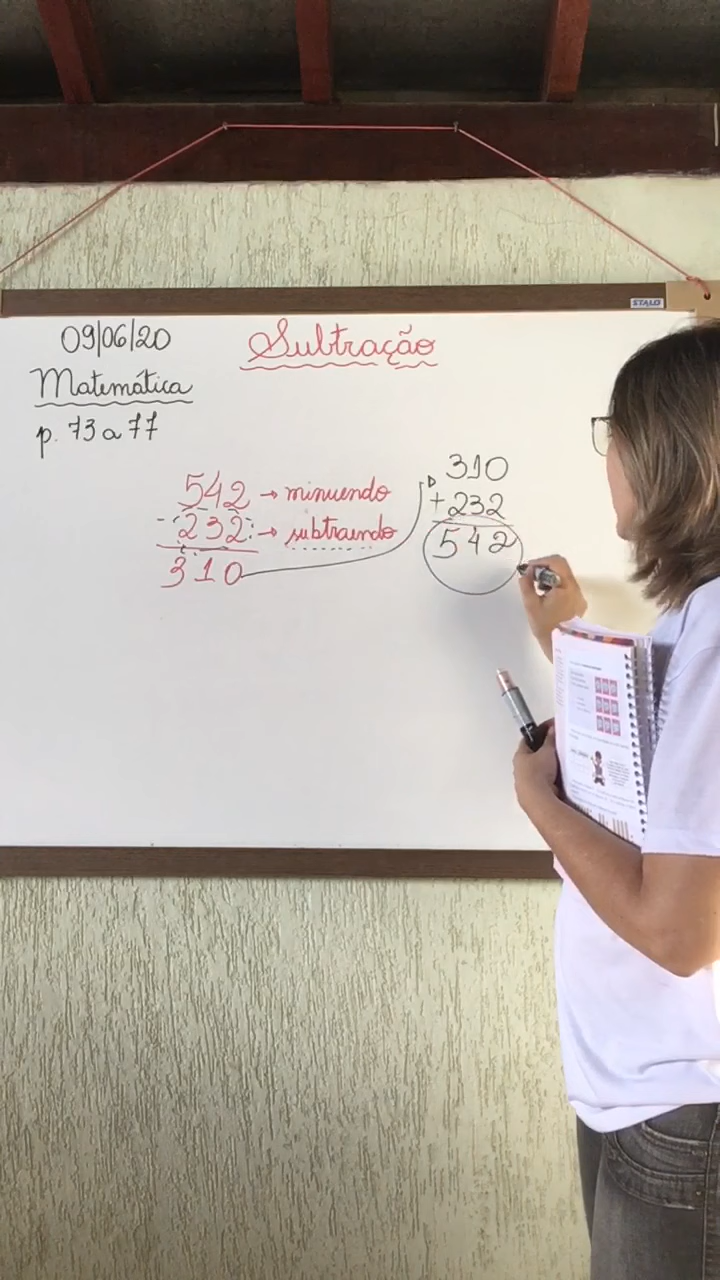 STALO
09/06/20
Subtração
Matemática
p. 73 a 77
542 → minuendo
- 232 → subtraendo
310
310
+ 232
542